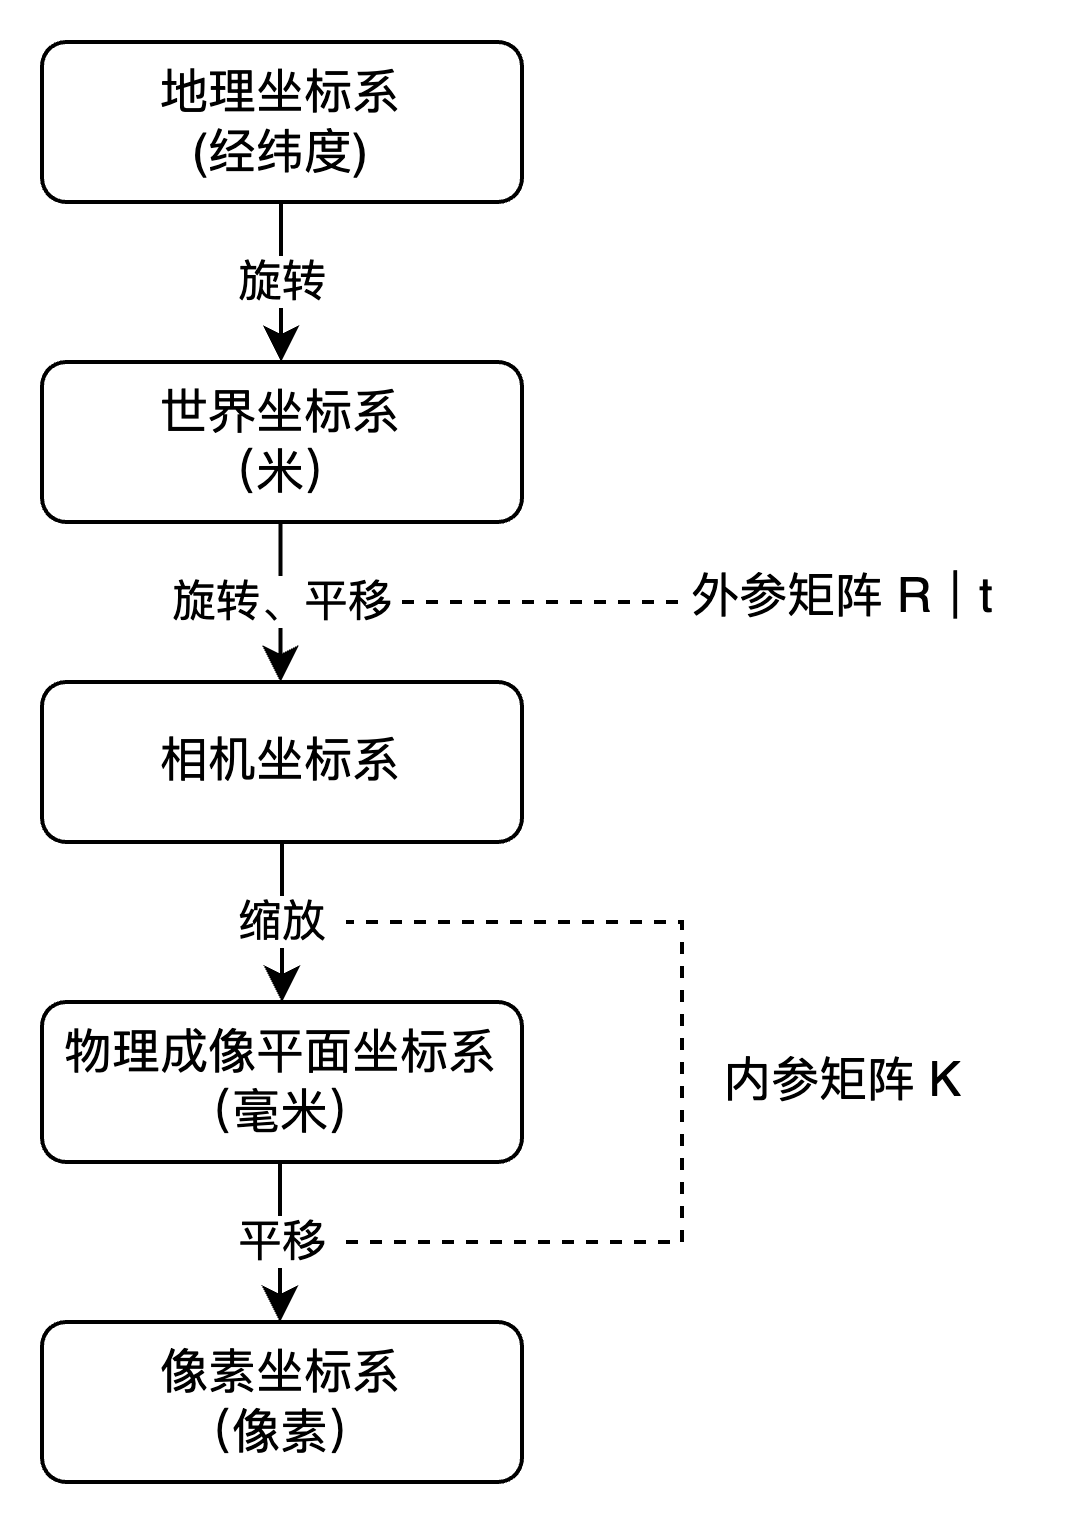 地理坐标系
(经纬度)
旋转
世界坐标系
(米)
旋转、平移
外参矩阵 R | t
相机坐标系
缩放
物理成像平面坐标系
(毫米)
内参矩阵 K
平移
像素坐标系
(像素)